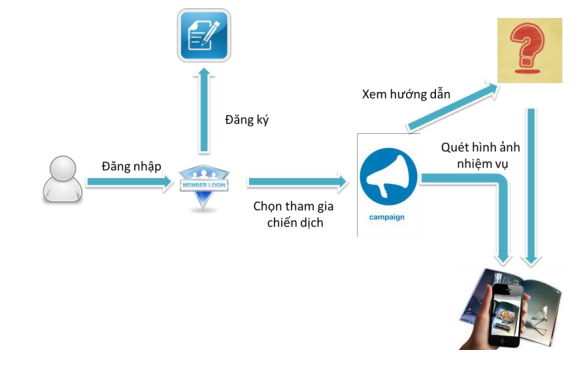 Đăng ký
Xem hướng dẫn
Đăng nhập
MEMBER LOGIN
Chọn tham gia
chiến dịch
campaign
Quét hình ảnh
nhiệm vụ